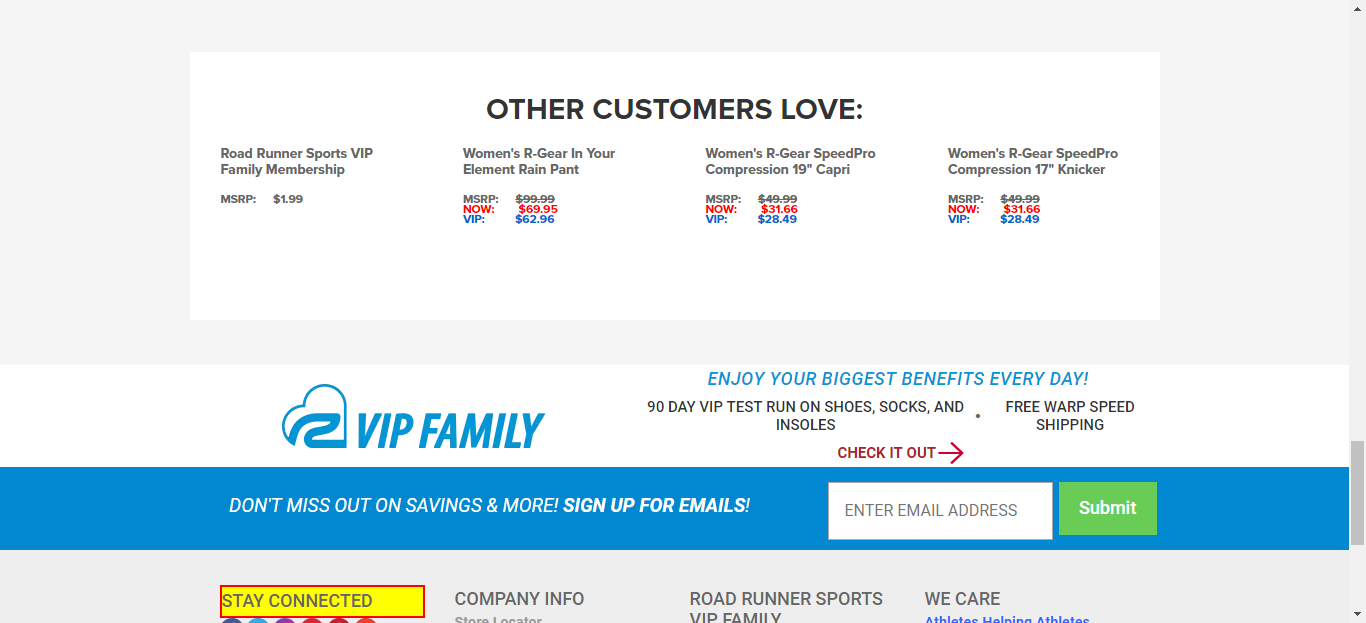 OTHER CUSTOMERS LOVE:
Road Runner Sports VIP
Family Membership
MSRP: $1.99
Women's R-Gear In Your
Element Rain Pant
MSRP: $99.99
NOW: $69.95
VIP: $62.96
Women's R-Gear SpeedPro
Compression 19" Capri
MSRP: $49.99
NOW: $31.66
VIP: $28.49
Women's R-Gear SpeedPro
Compression 17" Knicker
MSRP: $49.99
NOW: $31.66
VIP: $28.49
VIP FAMILY
ENJOY YOUR BIGGEST BENEFITS EVERY DAY!
90 DAY VIP TEST RUN ON SHOES, SOCKS, AND
INSOLES
•
FREE WARP SPEED
SHIPPING
CHECK IT OUT
DON'T MISS OUT ON SAVINGS & MORE! SIGN UP FOR EMAILS!
ENTER EMAIL ADDRESS
Submit
STAY CONNECTED
COMPANY INFO
Store Locator
ROAD RUNNER SPORTS
VIP FAMILY
WE CARE
Athletes Helping Athletes